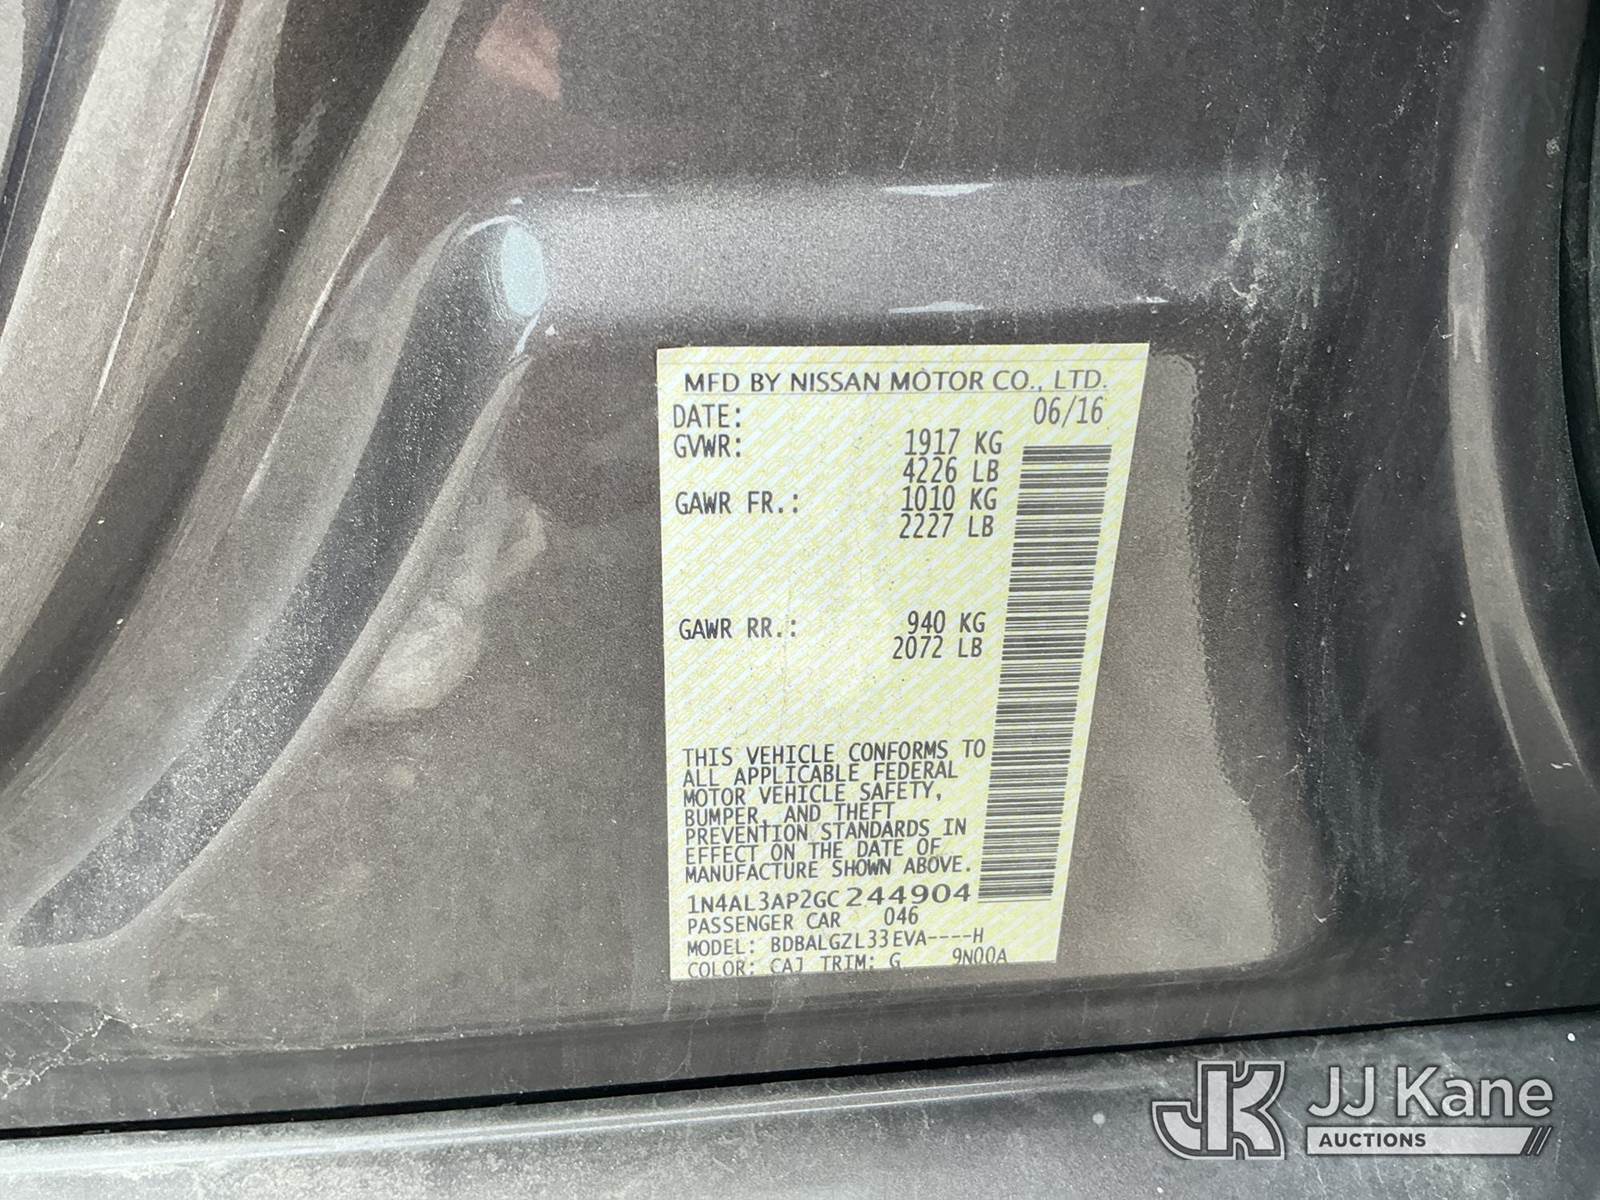 MFD BY NISSAN MOTOR CO., LTD.
DATE: 06/16
GVWR: 1917 KG
4226 LB
GAWR FR.: 1010 KG
2227 LB
GAWR RR.: 940 KG
2072 LB
THIS VEHICLE CONFORMS TO
ALL APPLICABLE FEDERAL
MOTOR VEHICLE SAFETY,
BUMPER, AND THEFT
PREVENTION STANDARDS IN
EFFECT ON THE DATE OF
MANUFACTURE SHOWN ABOVE.
1N4AL3AP2GC244904
PASSENGER CAR 046
MODEL: BDBALGZL33EVA----H
COLOR: CAJ TRIM: G 9N00A
JK JJ Kane
AUCTIONS